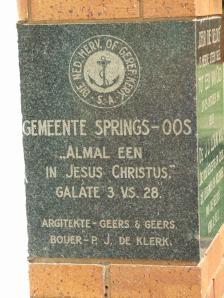 DIE NED. HERV. OF GEREF. KERK
S.A.
GEMEENTE SPRINGS-OOS
„ALMAL EEN
IN JESUS CHRISTUS.”
GALATE 3 VS. 28.
ARGITEKTE-GEERS & GEERS.
BOUER-P. J. DE KLERK.